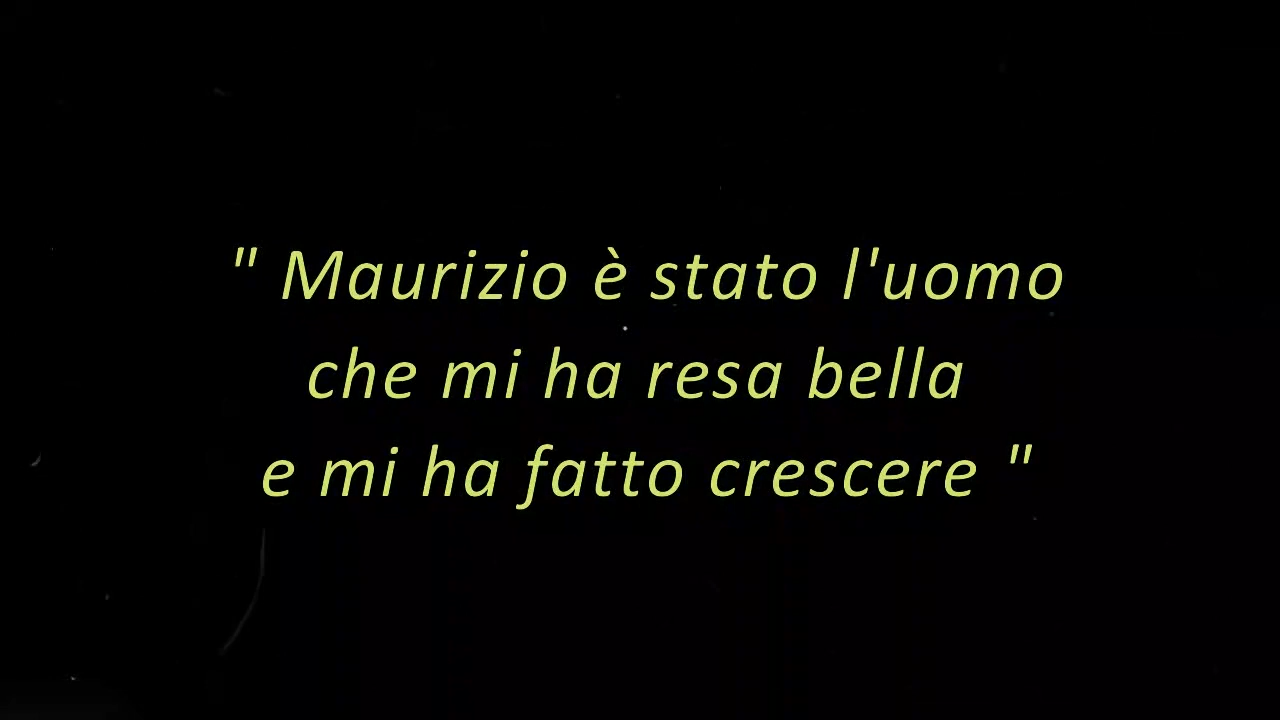 " Maurizio è stato l'uomo
che mi ha resa bella
e mi ha fatto crescere "